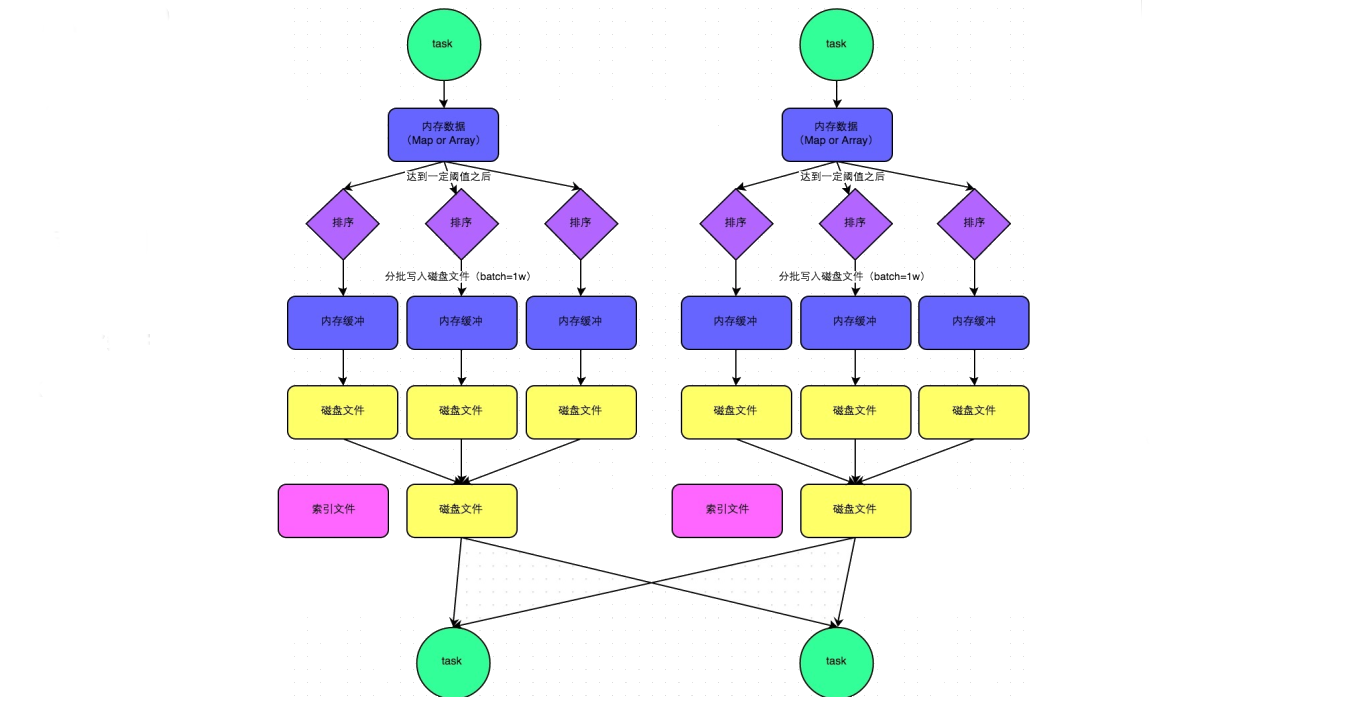 task
task
内存数据
（Map or Array）
内存数据
（Map or Array）
达到一定阈值之后
达到一定阈值之后
排序
排序
排序
排序
排序
排序
分批写入磁盘文件（batch=1w）
分批写入磁盘文件（batch=1w）
内存缓冲
内存缓冲
内存缓冲
内存缓冲
内存缓冲
内存缓冲
磁盘文件
磁盘文件
磁盘文件
磁盘文件
磁盘文件
磁盘文件
索引文件
磁盘文件
索引文件
磁盘文件
task
task